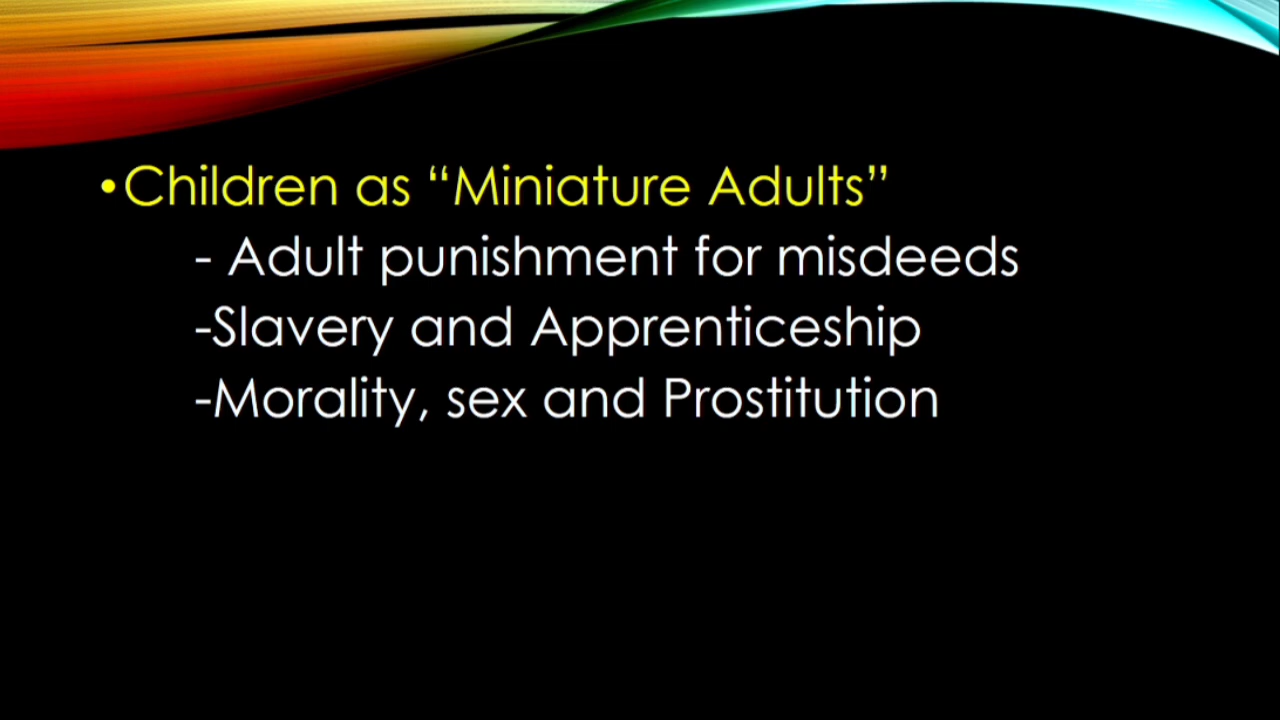 •Children as “Miniature Adults”
- Adult punishment for misdeeds
-Slavery and Apprenticeship
-Morality, sex and Prostitution